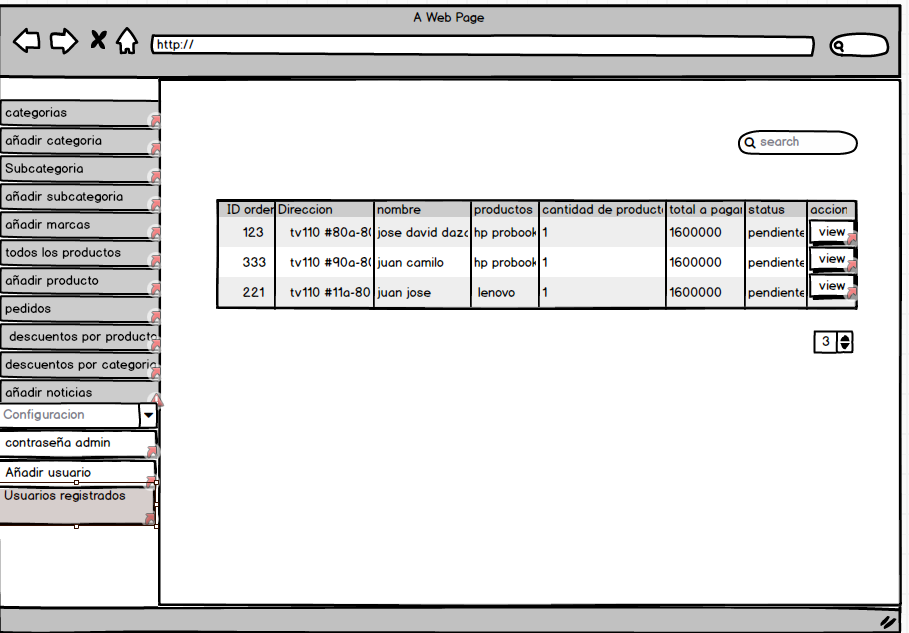 A Web Page
http://
categorias
añadir categoria
Subcategoria
añadir subcategoria
añadir marcas
todos los productos
añadir producto
pedidos
descuentos por producto
descuentos por categoria
añadir noticias
Configuracion
contraseña admin
Añadir usuario
Usuarios registrados
search
ID orden Direccion nombre productos cantidad de product total a pagar status accion
123 tv110 #80a-80 jose david daza hp probook 1 1600000 pendiente view
333 tv110 #90a-80 juan camilo hp probook 1 1600000 pendiente view
221 tv110 #11a-80 juan jose lenovo 1 1600000 pendiente view
3